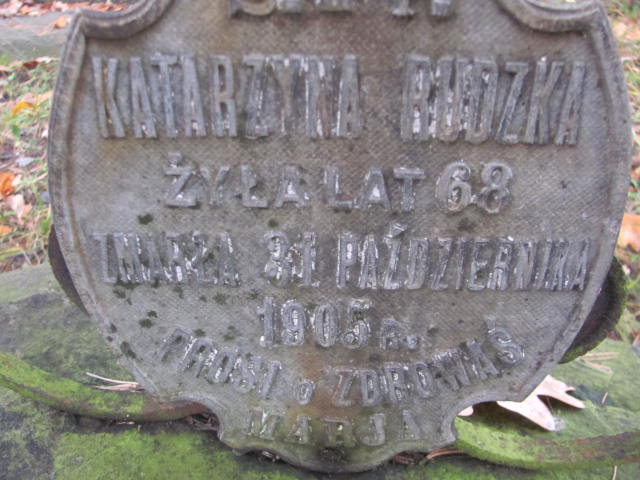 KATARZYNA RUDZKA
ŻYŁA LAT 68
ZMARŁA 31 PAŹDZIERNIKA
1905 R.
PROSI O ZDROWAŚ
MARJA